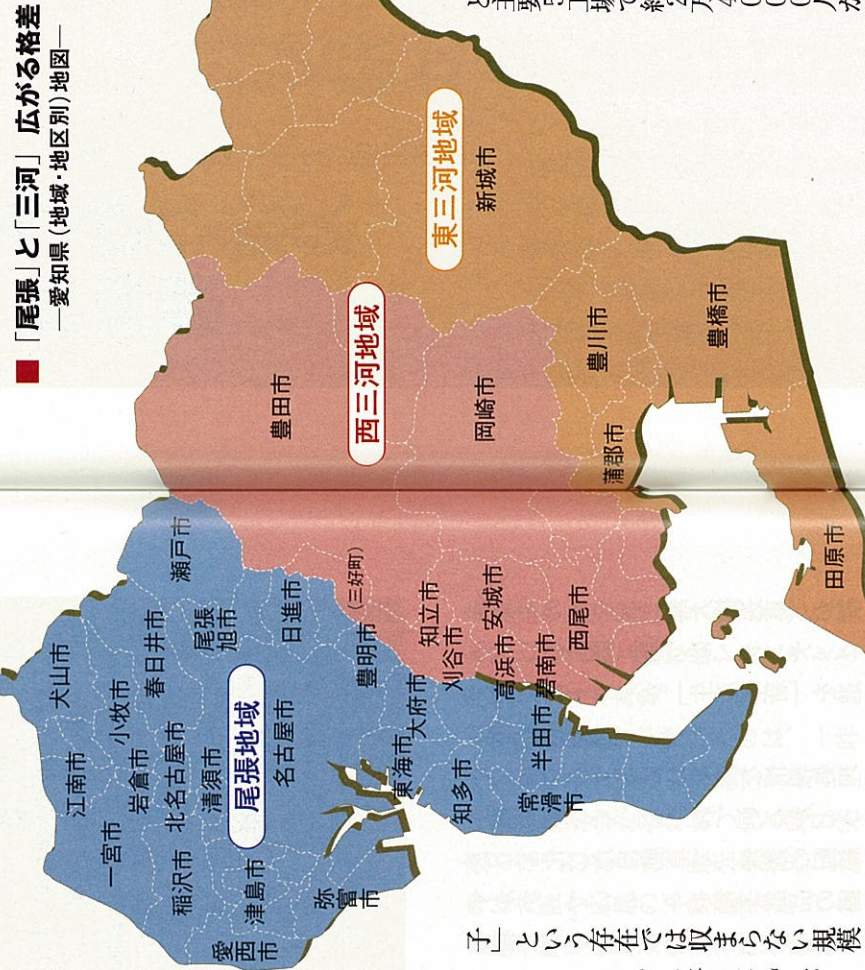 ■「尾張」と「三河」広がる格差
―愛知県（地域・地区別）地図―
尾張地域
西三河地域
東三河地域
犬山市
江南市
一宮市
小牧市
岩倉市
春日井市
瀬戸市
尾張
旭市
北名古屋市
清須市
稲沢市
名古屋市
日進市
津島市
愛
西
市
弥
富
市
豊明市
（三好町）
東海市
大府市
知多市
常
滑
市
半田市
豊田市
知立市
刈谷市
安城市
高浜市
碧南市
西尾市
岡崎市
新城市
豊川市
蒲郡市
豊橋市
田原市
子」という存在では収まらない規模